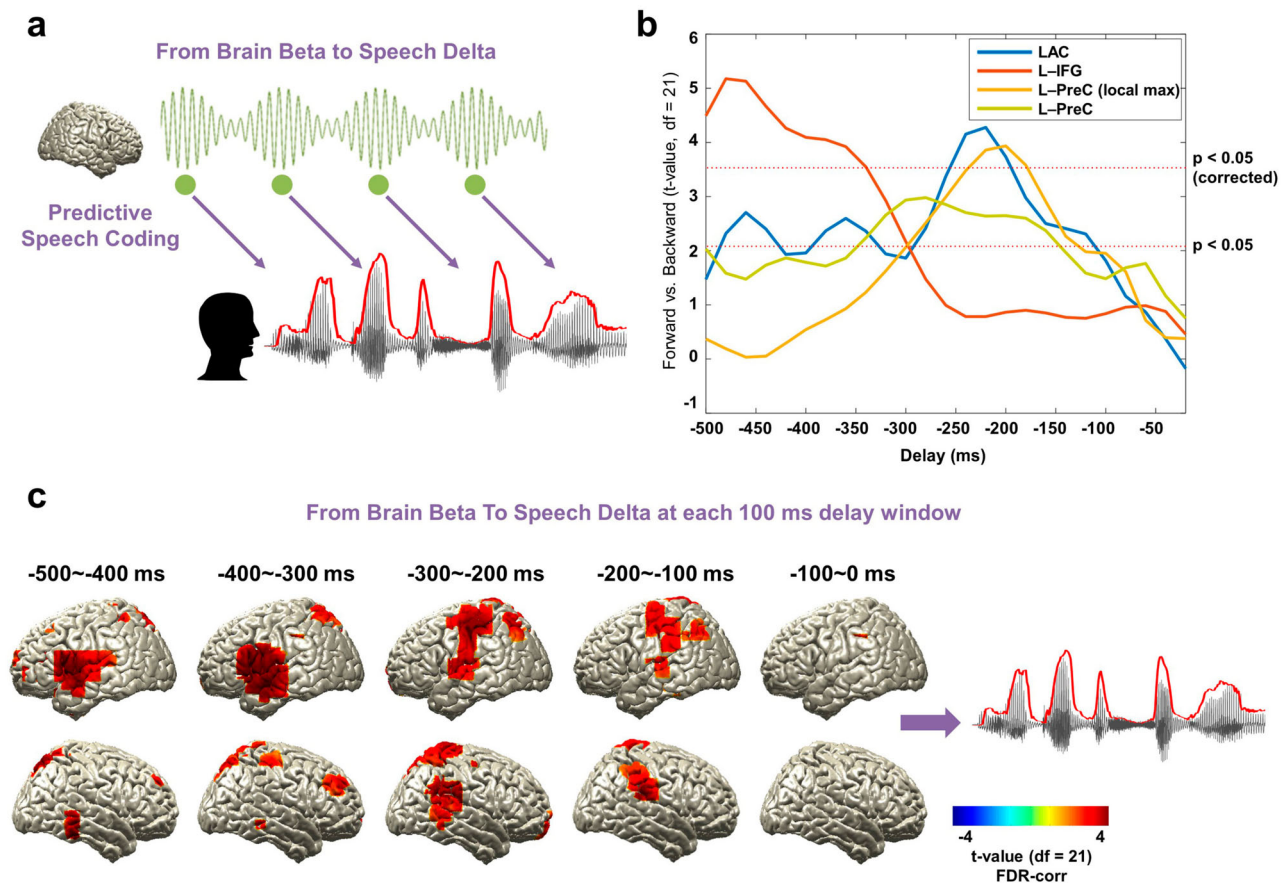 a
From Brain Beta to Speech Delta
Predictive
Speech Coding
b
Forward vs. Backward (t-value, df = 21)
6
5
4
3
2
1
0
-1
-500 -450 -400 -350 -300 -250 -200 -150 -100 -50
Delay (ms)
LAC
L–IFG
L–PreC (local max)
L–PreC
p < 0.05
(corrected)
p < 0.05
c
From Brain Beta To Speech Delta at each 100 ms delay window
-500~-400 ms -400~-300 ms -300~-200 ms -200~-100 ms -100~0 ms
-4 4
t-value (df = 21)
FDR-corr